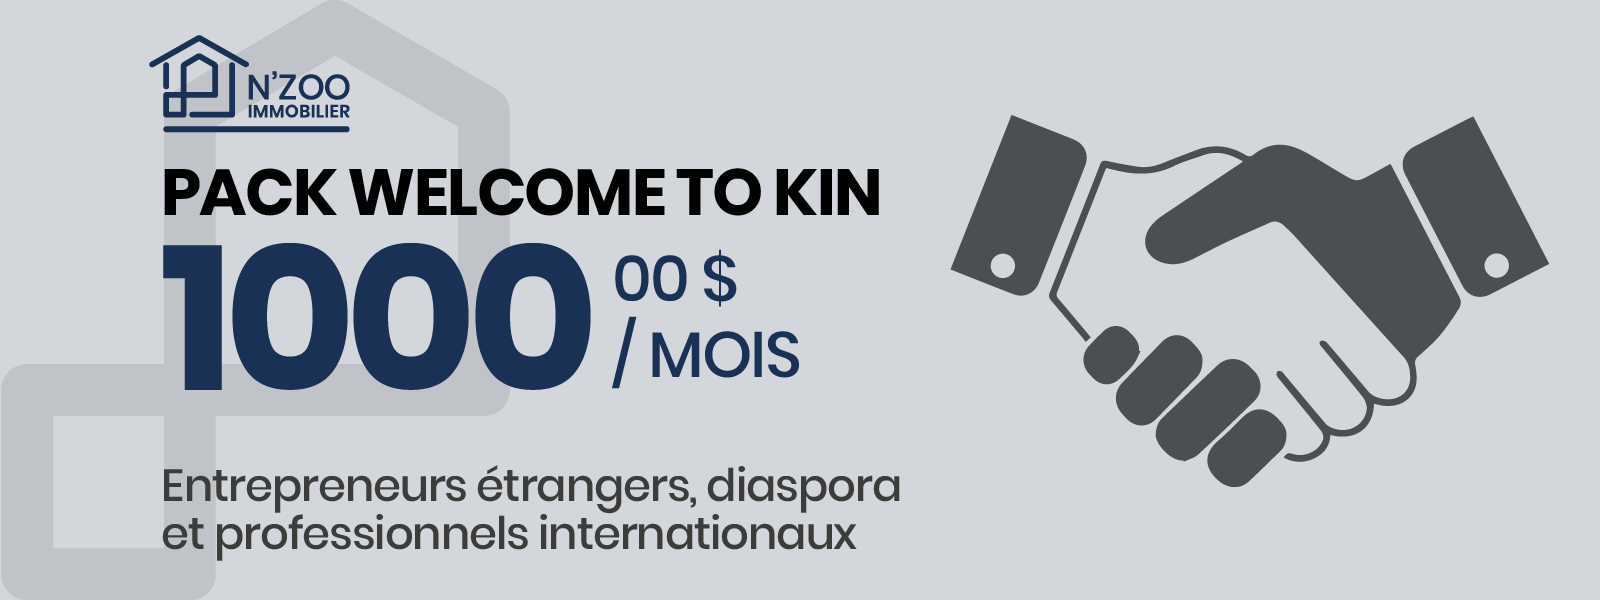 N'ZOO
IMMOBILIER
PACK WELCOME TO KIN
1000 00 $
/ MOIS
Entrepreneurs étrangers, diaspora
et professionnels internationaux